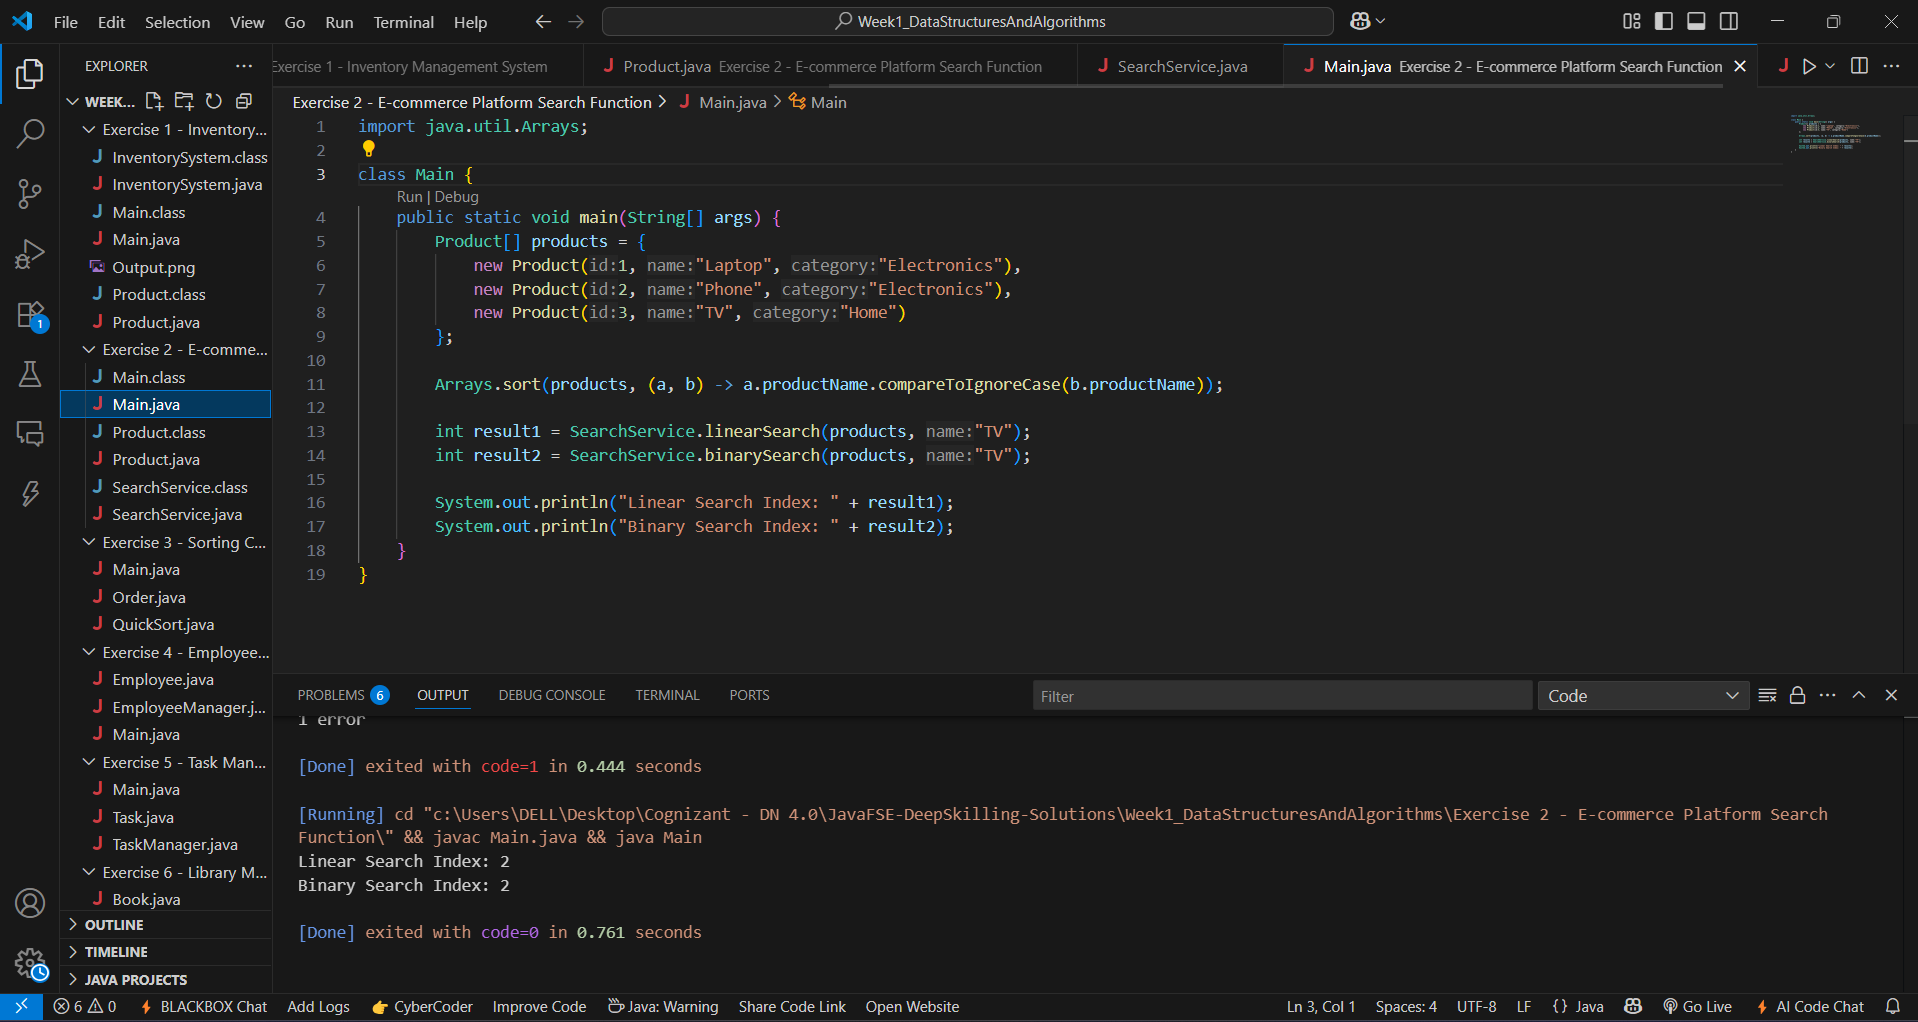 File Edit Selection View Go Run Terminal Help
Week1_DataStructuresAndAlgorithms
EXPLORER
WEEK...
Exercise 1 - Inventory...
InventorySystem.class
InventorySystem.java
Main.class
Main.java
Output.png
Product.class
Product.java
Exercise 2 - E-comme...
Main.class
Main.java
Product.class
Product.java
SearchService.class
SearchService.java
Exercise 3 - Sorting C...
Main.java
Order.java
QuickSort.java
Exercise 4 - Employee...
Employee.java
EmployeeManager.j...
Main.java
Exercise 5 - Task Man...
Main.java
Task.java
TaskManager.java
Exercise 6 - Library M...
Book.java
OUTLINE
TIMELINE
JAVA PROJECTS
1
Exercise 1 - Inventory Management System
Product.java Exercise 2 - E-commerce Platform Search Function
SearchService.java
Main.java Exercise 2 - E-commerce Platform Search Function
Exercise 2 - E-commerce Platform Search Function > Main.java > Main
1 import java.util.Arrays;
2
3 class Main {
Run | Debug
4 public static void main(String[] args) {
5 Product[] products = {
6 new Product(id:1, name:"Laptop", category:"Electronics"),
7 new Product(id:2, name:"Phone", category:"Electronics"),
8 new Product(id:3, name:"TV", category:"Home")
9 };
10
11 Arrays.sort(products, (a, b) -> a.productName.compareToIgnoreCase(b.productName));
12
13 int result1 = SearchService.linearSearch(products, name:"TV");
14 int result2 = SearchService.binarySearch(products, name:"TV");
15
16 System.out.println("Linear Search Index: " + result1);
17 System.out.println("Binary Search Index: " + result2);
18 }
19 }
PROBLEMS 6 OUTPUT DEBUG CONSOLE TERMINAL PORTS
Filter
Code
1 error
[Done] exited with code=1 in 0.444 seconds
[Running] cd "c:\Users\DELL\Desktop\Cognizant - DN 4.0\JavaFSE-DeepSkilling-Solutions\Week1_DataStructuresAndAlgorithms\Exercise 2 - E-commerce Platform Search
Function\" && javac Main.java && java Main
Linear Search Index: 2
Binary Search Index: 2
[Done] exited with code=0 in 0.761 seconds
6 0 BLACKBOX Chat Add Logs CyberCoder Improve Code Java: Warning Share Code Link Open Website
Ln 3, Col 1 Spaces: 4 UTF-8 LF {} Java Go Live AI Code Chat